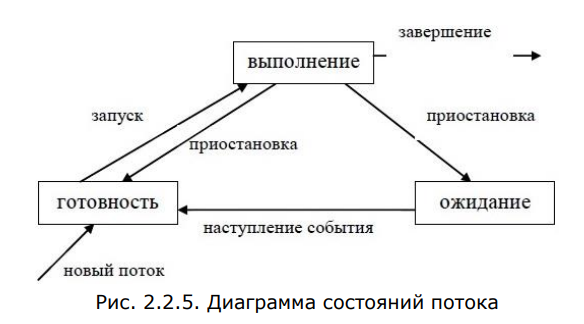 завершение
выполнение
запуск
приостановка
приостановка
готовность
ожидание
наступление события
новый поток
Рис. 2.2.5. Диаграмма состояний потока